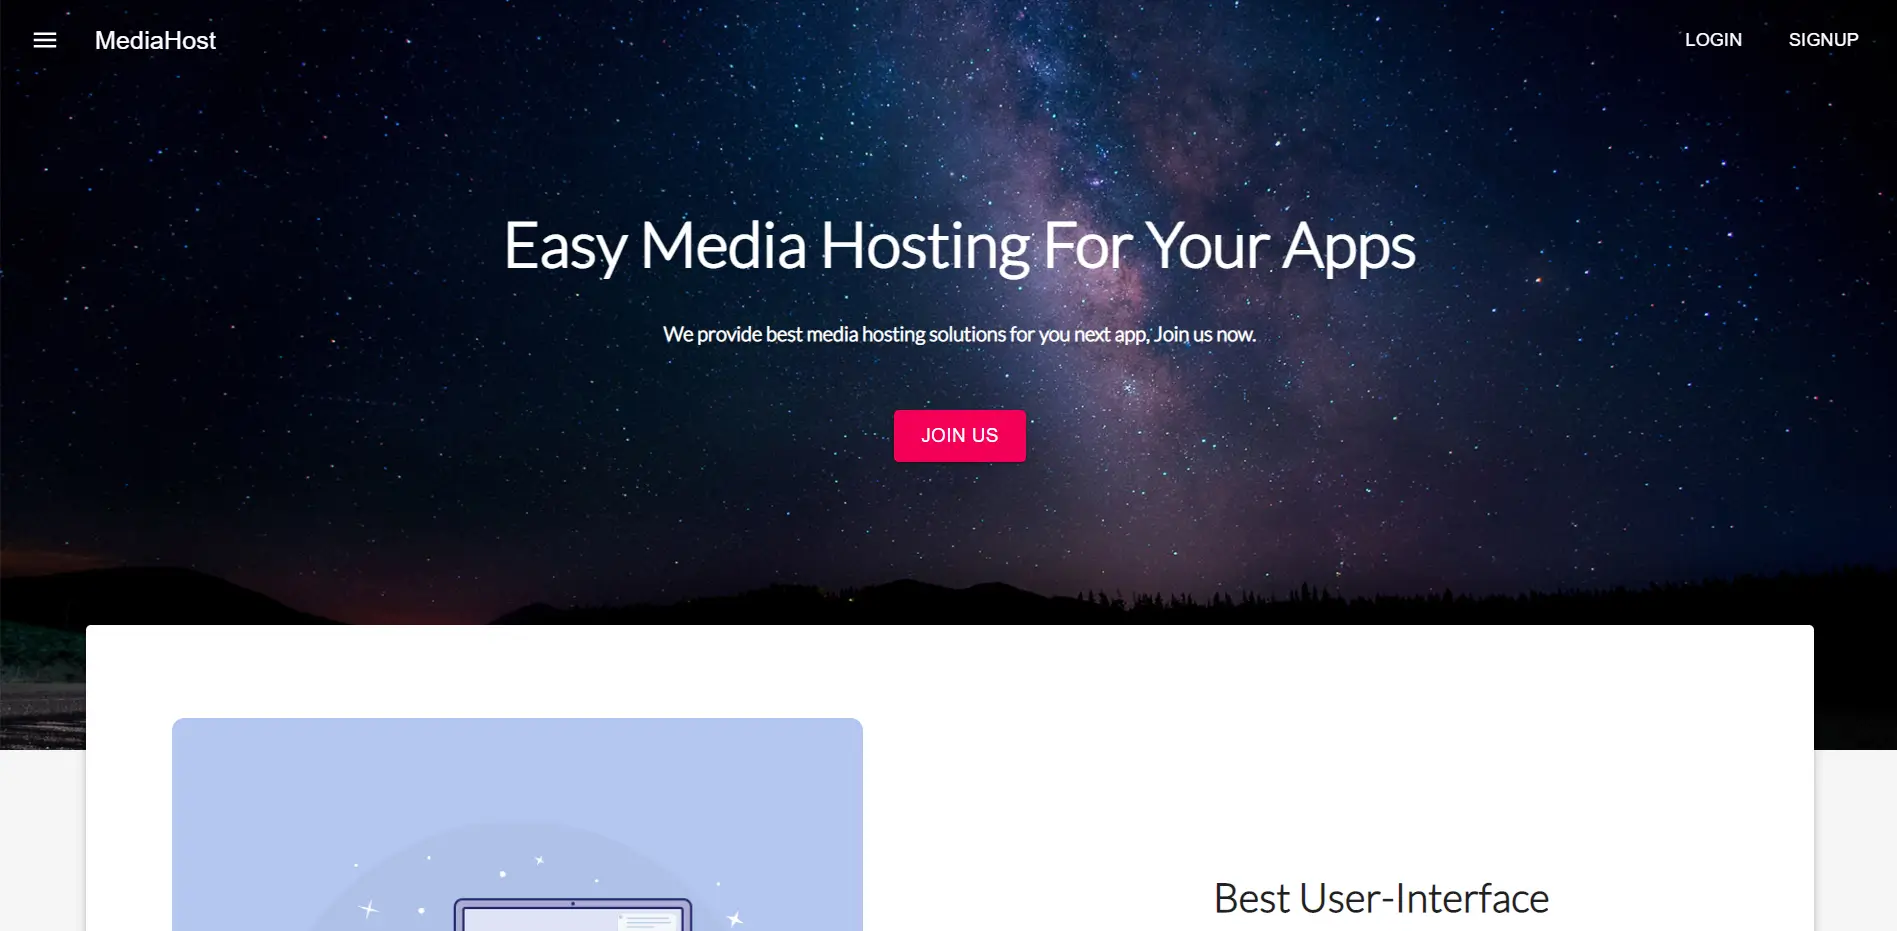 MediaHost
LOGIN
SIGNUP
Easy Media Hosting For Your Apps
We provide best media hosting solutions for you next app, Join us now.
JOIN US
Best User-Interface